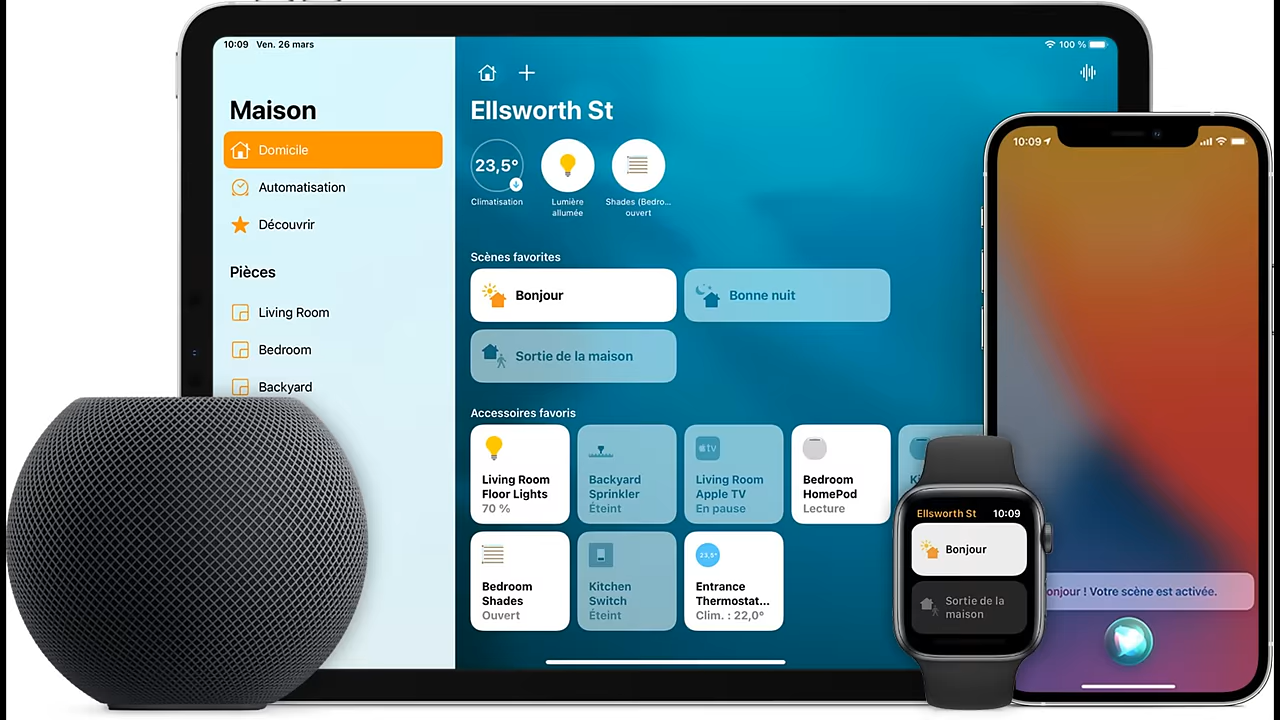 10:09 Ven. 26 mars
100 %
Maison
Domicile
Automatisation
Découvrir
Pièces
Living Room
Bedroom
Backyard
Ellsworth St
23,5°
Climatisation
Lumière
allumée
Shades (Bedro...
ouvert
Scènes favorites
Bonjour
Bonne nuit
Sortie de la maison
Accessoires favoris
Living Room
Floor Lights
70 %
Backyard
Sprinkler
Éteint
tv
Living Room
Apple TV
En pause
Bedroom
HomePod
Lecture
Bedroom
Shades
Ouvert
Kitchen
Switch
Éteint
23,5°
Entrance
Thermostat...
Clim. : 22,0°
Ellsworth St 10:09
Bonjour
Sortie de la
maison
10:09
onjour ! Votre scène est activée.